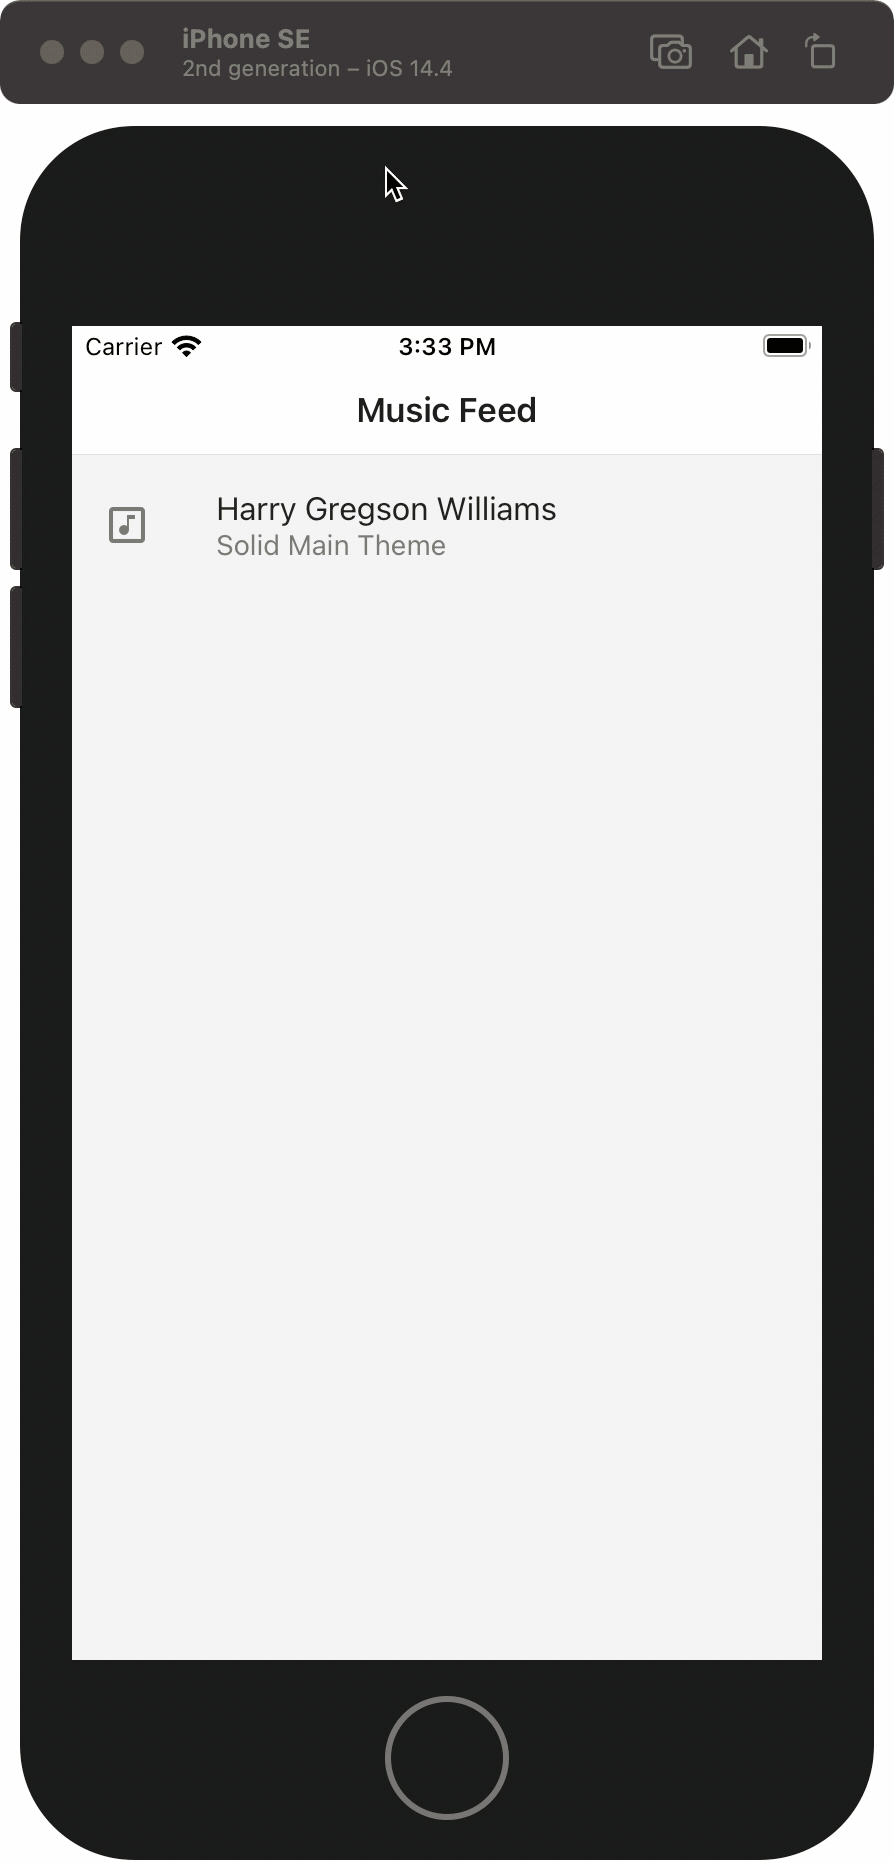 iPhone SE
2nd generation – iOS 14.4
Carrier 3:33 PM
Music Feed
Harry Gregson Williams
Solid Main Theme